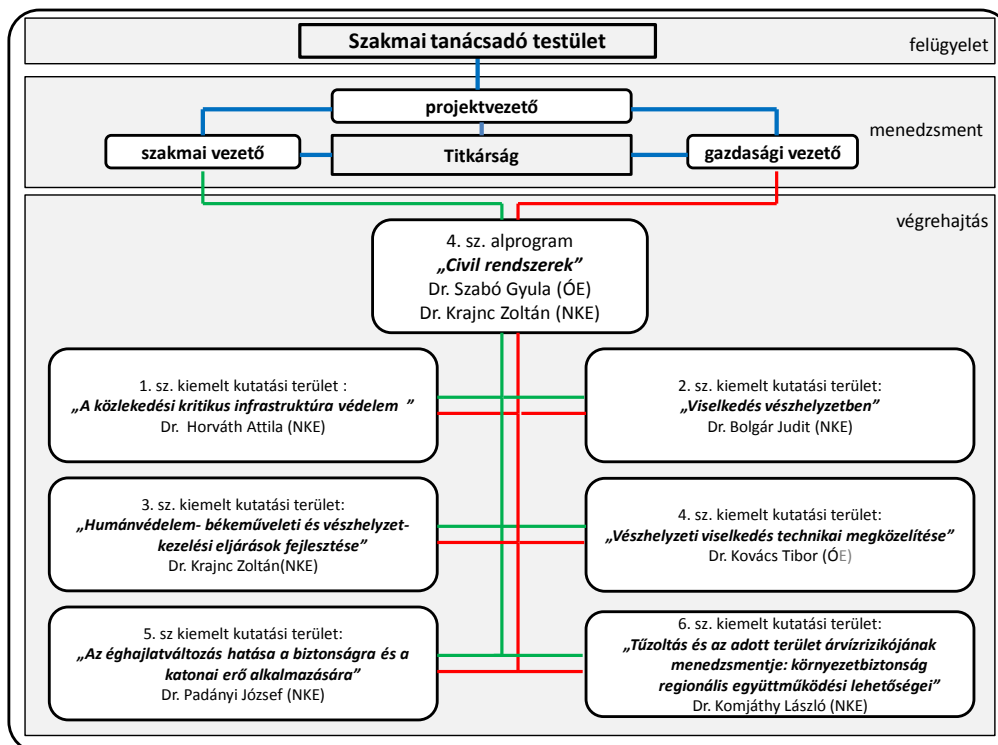 Szakmai tanácsadó testület
felügyelet
projektvezető
menedzsment
szakmai vezető
Titkárság
gazdasági vezető
végrehajtás
4. sz. alprogram
„Civil rendszerek”
Dr. Szabó Gyula (ÓE)
Dr. Krajnc Zoltán (NKE)
1. sz. kiemelt kutatási terület :
„A közlekedési kritikus infrastruktúra védelem ”
Dr. Horváth Attila (NKE)
2. sz. kiemelt kutatási terület:
„Viselkedés vészhelyzetben”
Dr. Bolgár Judit (NKE)
3. sz. kiemelt kutatási terület:
„Humánvédelem- békeműveleti és vészhelyzet-
kezelési eljárások fejlesztése”
Dr. Krajnc Zoltán(NKE)
4. sz. kiemelt kutatási terület:
„Vészhelyzeti viselkedés technikai megközelítése”
Dr. Kovács Tibor (ÓE)
5. sz kiemelt kutatási terület:
„Az éghajlatváltozás hatása a biztonságra és a
katonai erő alkalmazására”
Dr. Padányi József (NKE)
6. sz. kiemelt kutatási terület:
„Tűzoltás és az adott terület árvízrizikójának
menedzsmentje: környezetbiztonság
regionális együttműködési lehetőségei”
Dr. Komjáthy László (NKE)